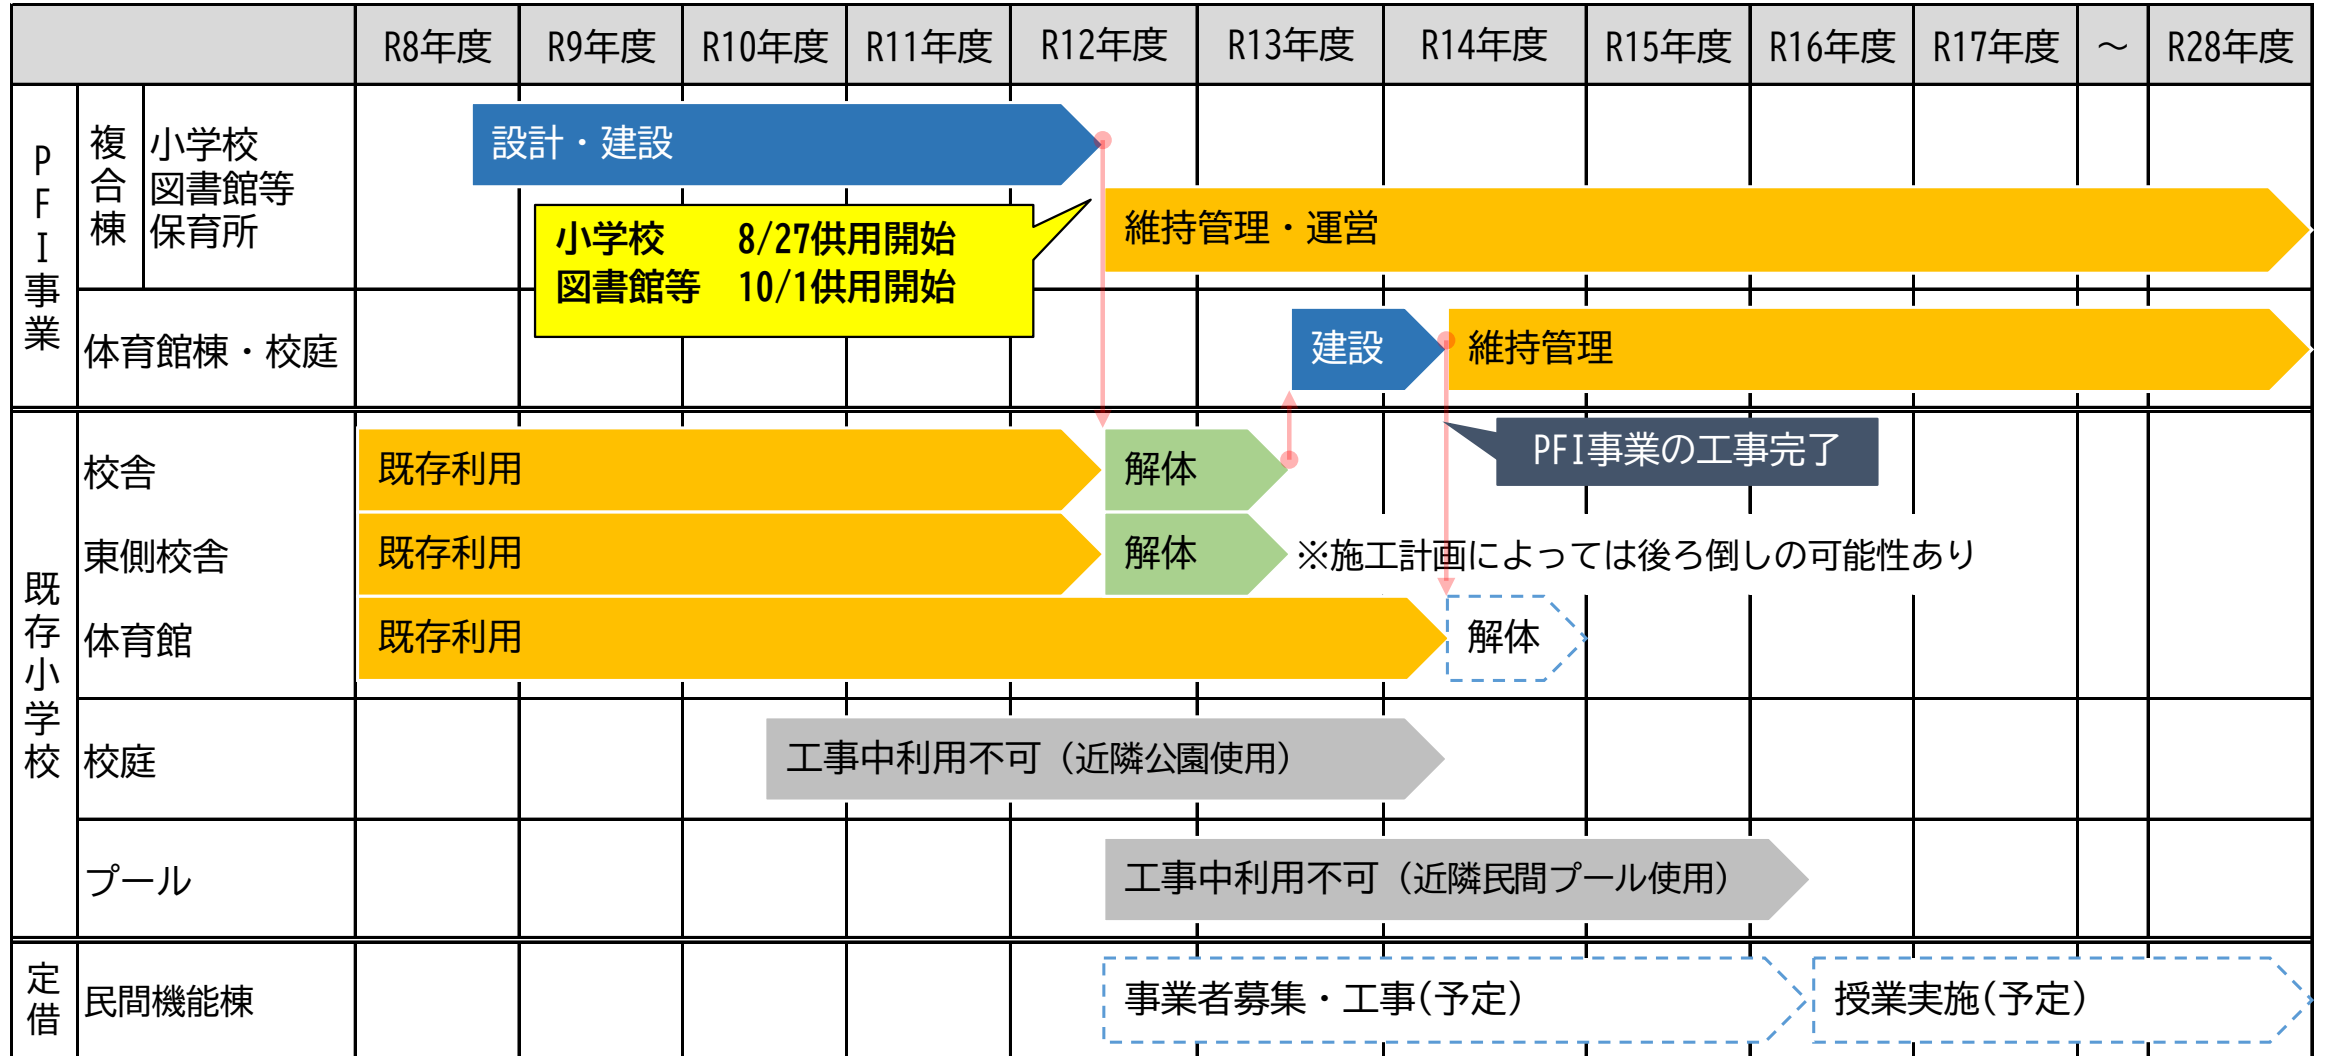 R8年度 R9年度 R10年度 R11年度 R12年度 R13年度 R14年度 R15年度 R16年度 R17年度 ～ R28年度
PFI事業
複合棟
小学校
図書館等
保育所
設計・建設
維持管理・運営
小学校　　8/27供用開始
図書館等　10/1供用開始
体育館棟・校庭
建設
維持管理
PFI事業の工事完了
既存小学校
校舎
既存利用
解体
東側校舎
既存利用
解体
※施工計画によっては後ろ倒しの可能性あり
体育館
既存利用
解体
校庭
工事中利用不可（近隣公園使用）
プール
工事中利用不可（近隣民間プール使用）
定借
民間機能棟
事業者募集・工事(予定)
授業実施(予定)